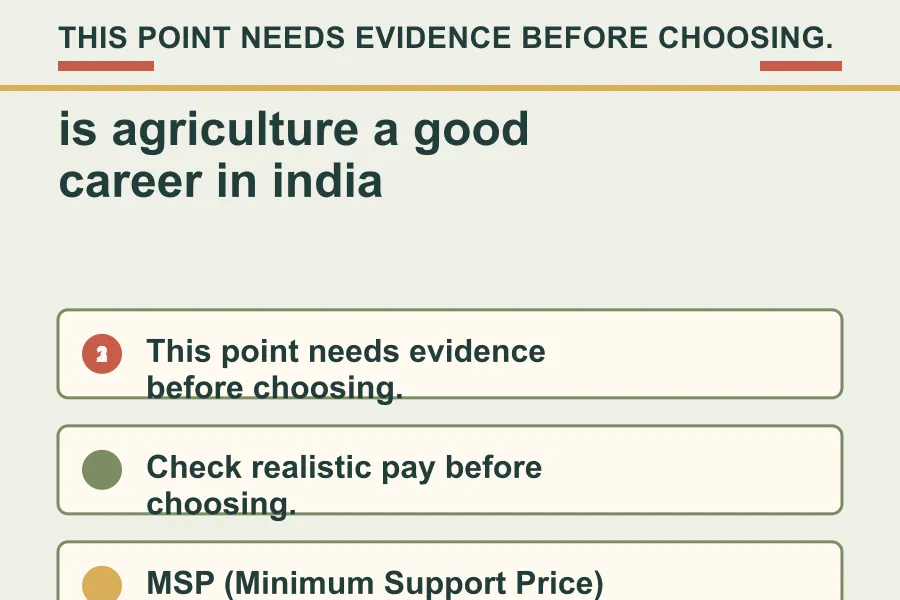 THIS POINT NEEDS EVIDENCE BEFORE CHOOSING.
is agriculture a good
career in india
This point needs evidence
before choosing.
Check realistic pay before
choosing.
MSP (Minimum Support Price)